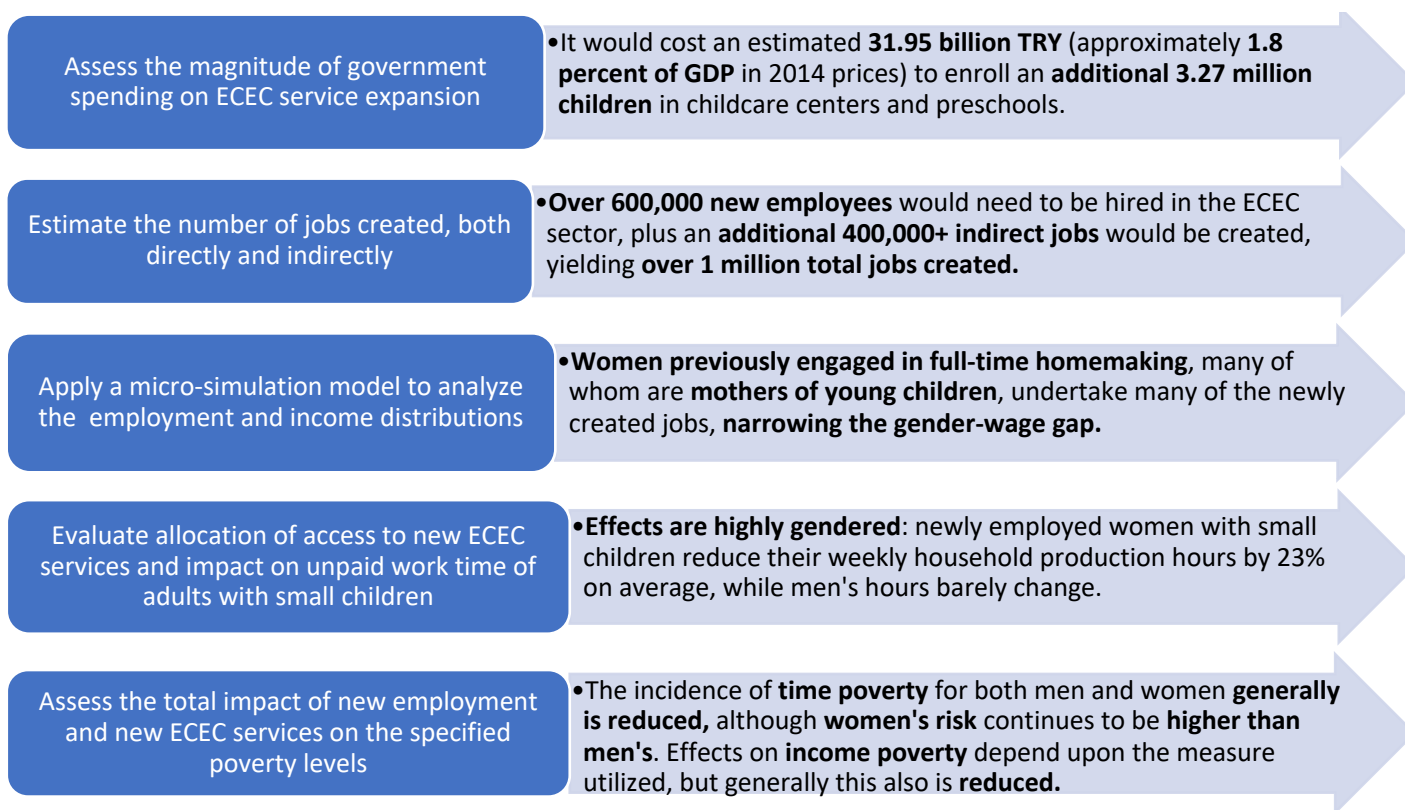 Assess the magnitude of government
spending on ECEC service expansion
•It would cost an estimated 31.95 billion TRY (approximately 1.8
percent of GDP in 2014 prices) to enroll an additional 3.27 million
children in childcare centers and preschools.
Estimate the number of jobs created, both
directly and indirectly
•Over 600,000 new employees would need to be hired in the ECEC
sector, plus an additional 400,000+ indirect jobs would be created,
yielding over 1 million total jobs created.
Apply a micro-simulation model to analyze
the employment and income distributions
•Women previously engaged in full-time homemaking, many of
whom are mothers of young children, undertake many of the newly
created jobs, narrowing the gender-wage gap.
Evaluate allocation of access to new ECEC
services and impact on unpaid work time of
adults with small children
•Effects are highly gendered: newly employed women with small
children reduce their weekly household production hours by 23%
on average, while men's hours barely change.
Assess the total impact of new employment
and new ECEC services on the specified
poverty levels
•The incidence of time poverty for both men and women generally
is reduced, although women's risk continues to be higher than
men's. Effects on income poverty depend upon the measure
utilized, but generally this also is reduced.